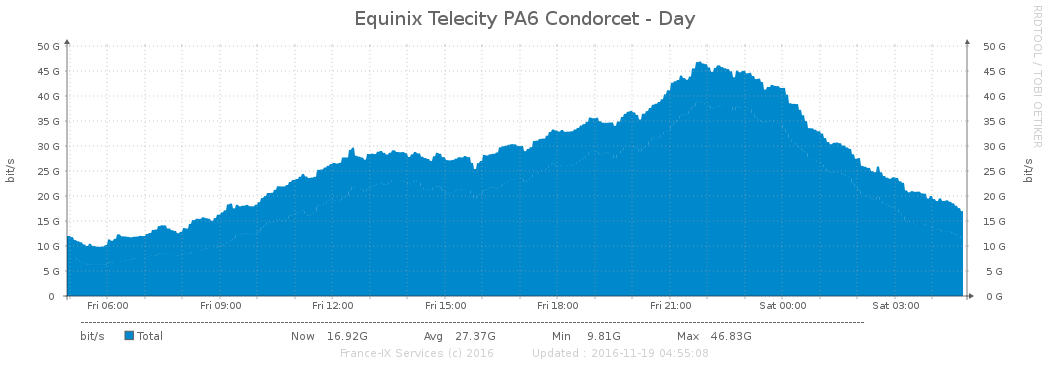 Equinix Telecity PA6 Condorcet - Day
RRDTOOL / TOBI OETIKER
50 G 50 G
45 G 45 G
40 G 40 G
35 G 35 G
30 G 30 G
25 G 25 G
20 G 20 G
15 G 15 G
10 G 10 G
5 G 5 G
0 0 G
bit/s
bit/s
Fri 06:00 Fri 09:00 Fri 12:00 Fri 15:00 Fri 18:00 Fri 21:00 Sat 00:00 Sat 03:00
bit/s Total Now 16.92G Avg 27.37G Min 9.81G Max 46.83G
France-IX Services (c) 2016 Updated : 2016-11-19 04:55:08